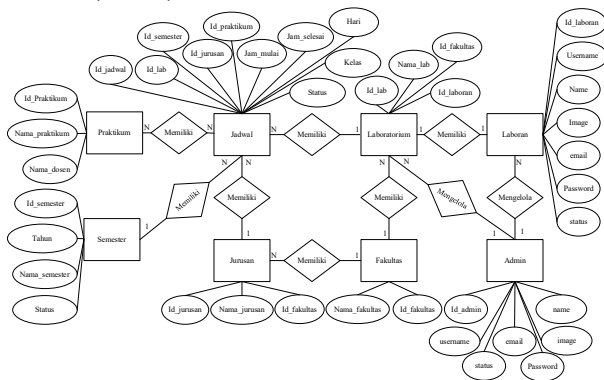 Id_praktikum
Hari
Id_semester
Jam_selesai
Id_jurusan
Jam_mulai
Id_jadwal
Id_lab
Kelas
Status
Id_fakultas
Nama_lab
Id_lab
Id_laboran
Id_laboran
Username
Name
Image
email
Password
status
Id_Praktikum
Nama_praktikum
Nama_dosen
Praktikum
N
Memiliki
N
Jadwal
N
Memiliki
1
Laboratorium
1
Memiliki
1
Laboran
N
N
N
N
N
Id_semester
Tahun
Nama_semester
Status
Semester
1
Memiliki
Memiliki
Memiliki
Mengelola
Mengelola
1
1
1
1
Jurusan
N
Memiliki
1
Fakultas
Admin
Id_jurusan
Nama_jurusan
Id_fakultas
Nama_fakultas
Id_fakultas
Id_admin
name
username
email
image
status
Password